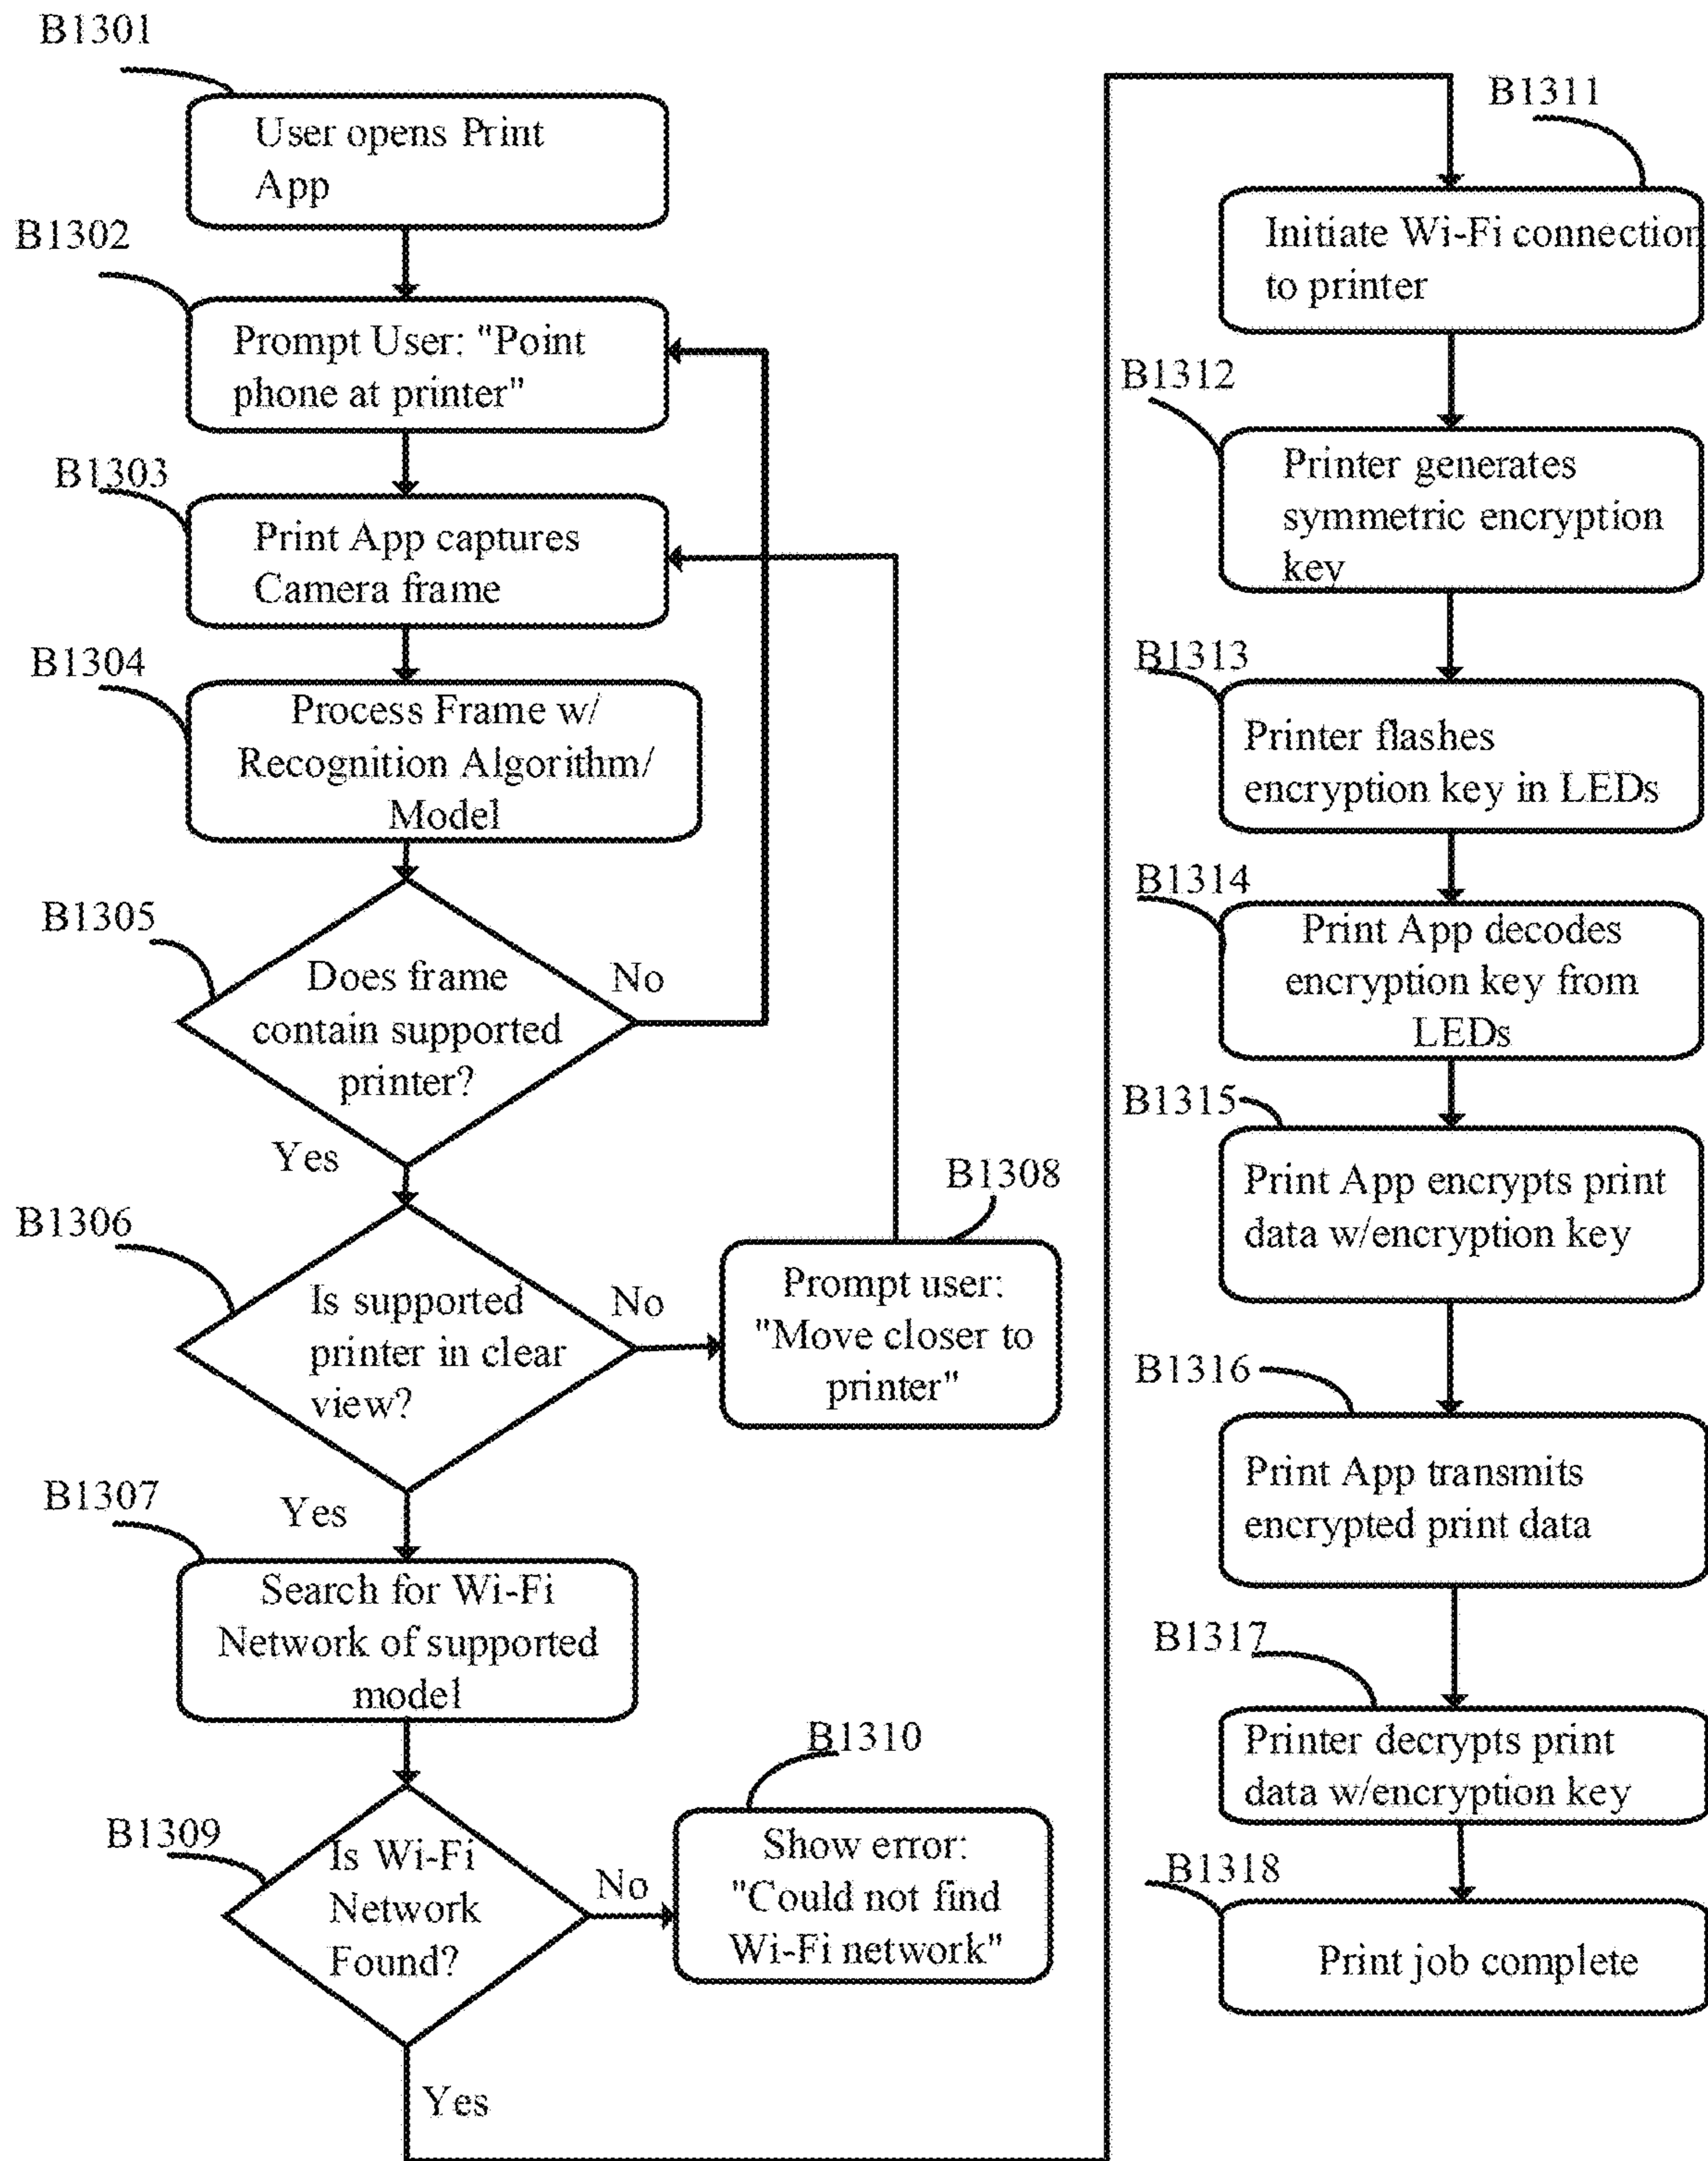 B1301
User opens Print
App
B1302
Prompt User: "Point
phone at printer"
B1303
Print App captures
Camera frame
B1304
Process Frame w/
Recognition Algorithm/
Model
B1305
Does frame
contain supported
printer?
No
Yes
B1306
Is supported
printer in clear
view?
No
B1308
Prompt user:
"Move closer to
printer"
Yes
B1307
Search for Wi-Fi
Network of supported
model
B1309
Is Wi-Fi
Network
Found?
No
B1310
Show error:
"Could not find
Wi-Fi network"
Yes
B1311
Initiate Wi-Fi connection
to printer
B1312
Printer generates
symmetric encryption
key
B1313
Printer flashes
encryption key in LEDs
B1314
Print App decodes
encryption key from
LEDs
B1315
Print App encrypts print
data w/encryption key
B1316
Print App transmits
encrypted print data
B1317
Printer decrypts print
data w/encryption key
B1318
Print job complete